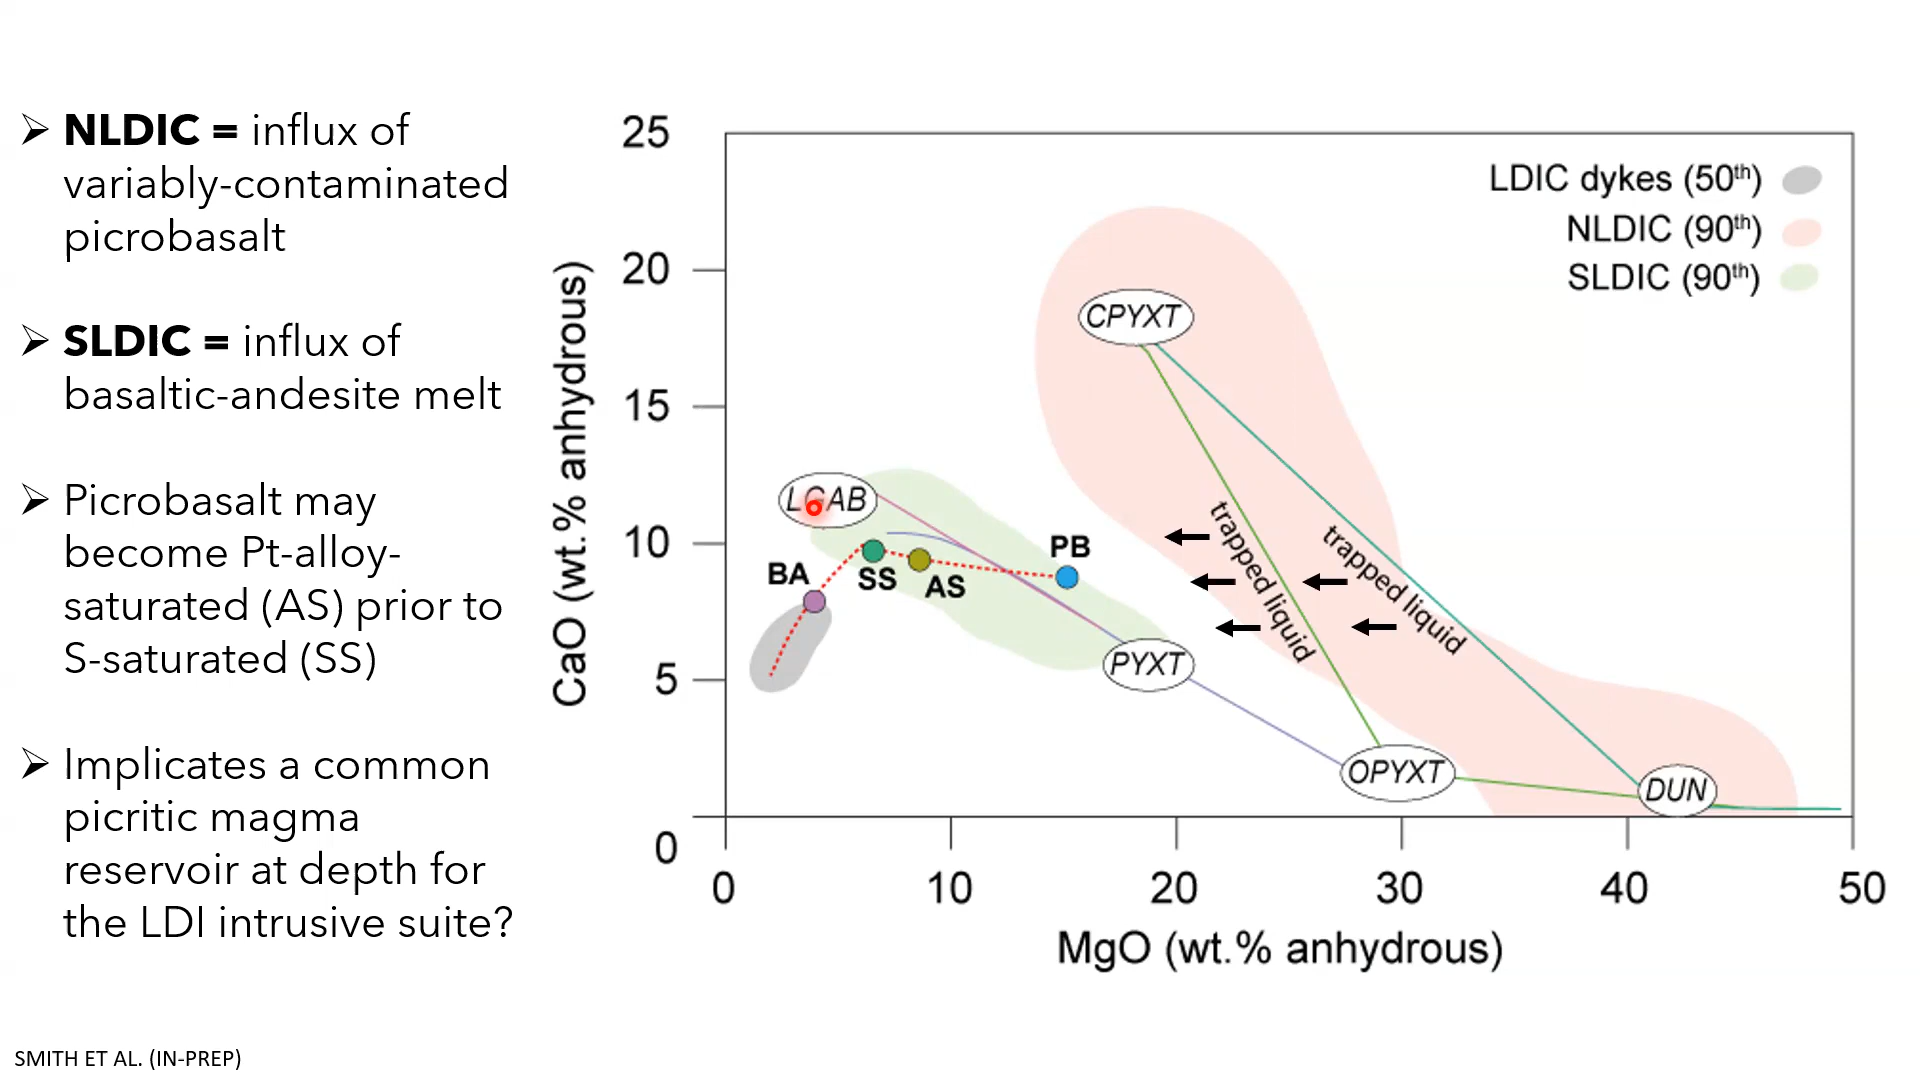 ➢ NLDIC = influx of
variably-contaminated
picrobasalt
➢ SLDIC = influx of
basaltic-andesite melt
➢ Picrobasalt may
become Pt-alloy-
saturated (AS) prior to
S-saturated (SS)
➢ Implicates a common
picritic magma
reservoir at depth for
the LDI intrusive suite?
SMITH ET AL. (IN-PREP)
CaO (wt.% anhydrous)
25
20
15
10
5
0
LDIC dykes (50th)
NLDIC (90th)
SLDIC (90th)
CPYXT
LGAB
BA
SS
AS
PB
PYXT
trapped liquid
trapped liquid
OPYXT
DUN
0 10 20 30 40 50
MgO (wt.% anhydrous)